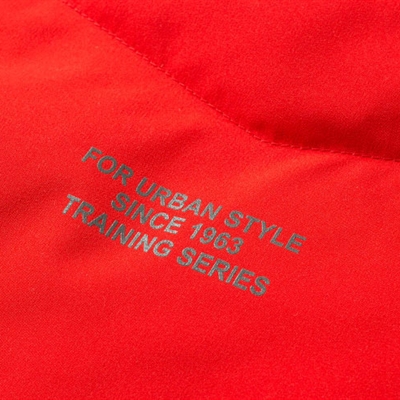 FOR URBAN STYLE
SINCE 1963
TRAINING SERIES